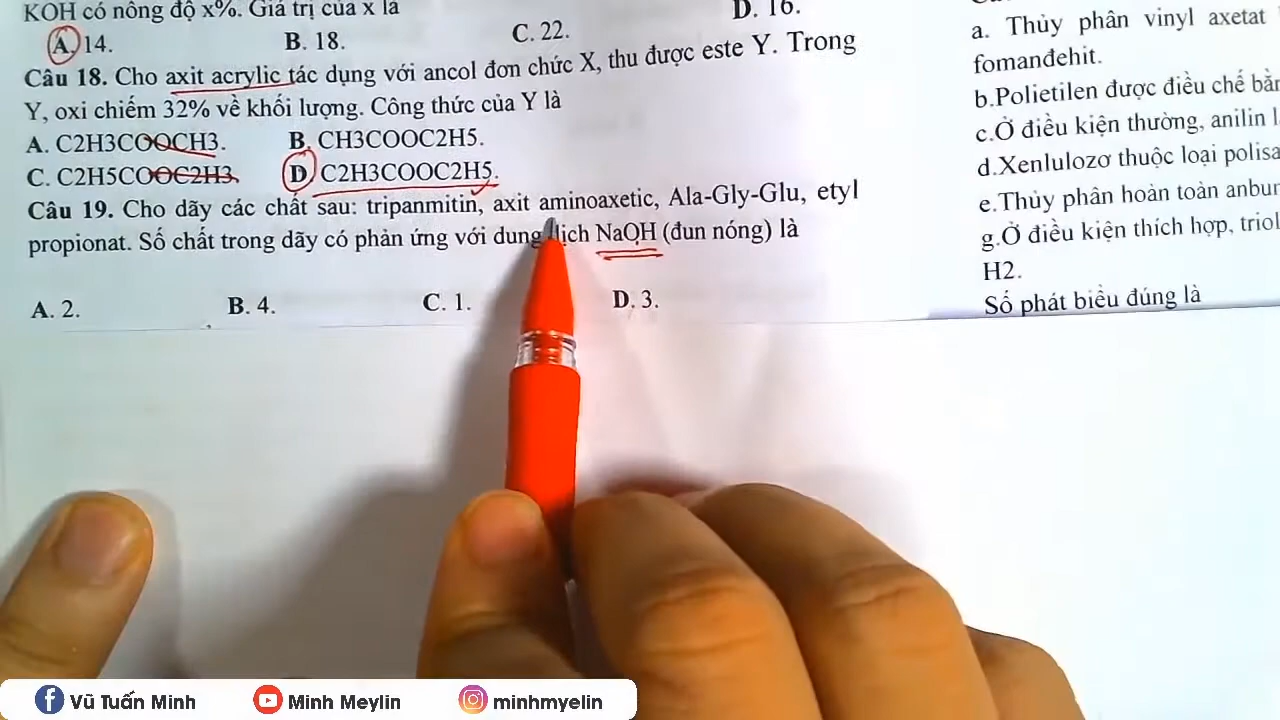 KOH có nồng độ x%. Giá trị của x là
A. 14.
B. 18.
C. 22.
D. 16.
Câu 18. Cho axit acrylic tác dụng với ancol đơn chức X, thu được este Y. Trong
Y, oxi chiếm 32% về khối lượng. Công thức của Y là
A. C2H3COOCH3.
B. CH3COOC2H5.
C. C2H5COOC2H3.
D. C2H3COOC2H5.
Câu 19. Cho dãy các chất sau: tripanmitin, axit aminoaxetic, Ala-Gly-Glu, etyl
propionat. Số chất trong dãy có phản ứng với dung dịch NaOH (đun nóng) là
A. 2.
B. 4.
C. 1.
D. 3.
a. Thủy phân vinyl axetat
fomanđehit.
b.Polietilen được điều chế bằn
c.Ở điều kiện thường, anilin l
d.Xenlulozơ thuộc loại polisa
e.Thủy phân hoàn toàn anbun
g.Ở điều kiện thích hợp, triol
H2.
Số phát biểu đúng là
Vũ Tuấn Minh
Minh Meylin
minhmyelin